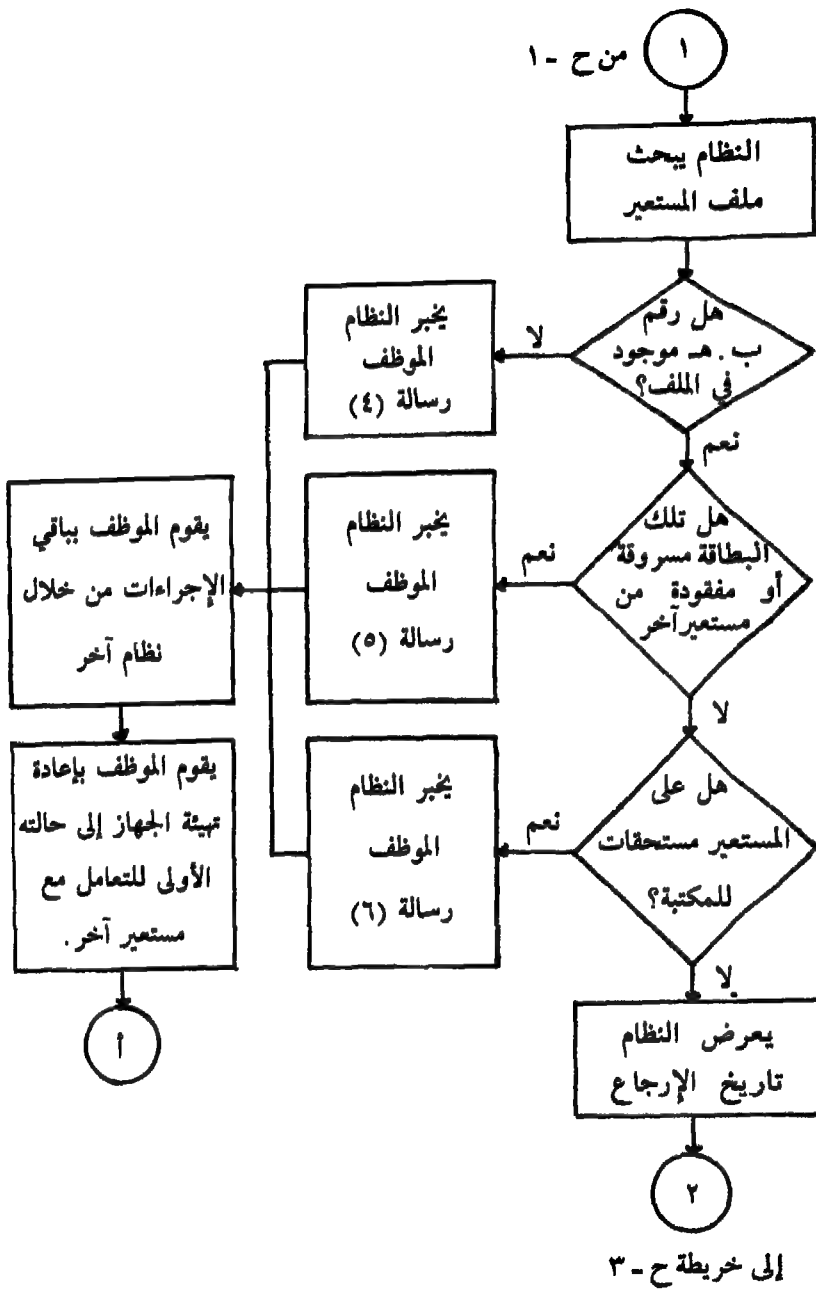 ١
من ح - ١
النظام يبحث
ملف المستعير
هل رقم
ب . هـ موجود
في الملف؟
لا
يخبر النظام
الموظف
رسالة (٤)
نعم
هل تلك
البطاقة مسروقة
أو مفقودة من
مستعير آخر
نعم
يخبر النظام
الموظف
رسالة (٥)
يقوم الموظف بباقي
الإجراءات من خلال
نظام آخر
لا
هل على
المستعير مستحقات
للمكتبة؟
نعم
يخبر النظام
الموظف
رسالة (٦)
يقوم الموظف بإعادة
تهيئة الجهاز إلى حالته
الأولى للتعامل مع
مستعير آخر .
أ
لا
يعرض النظام
تاريخ الإرجاع
٢
إلى خريطة ح - ٣